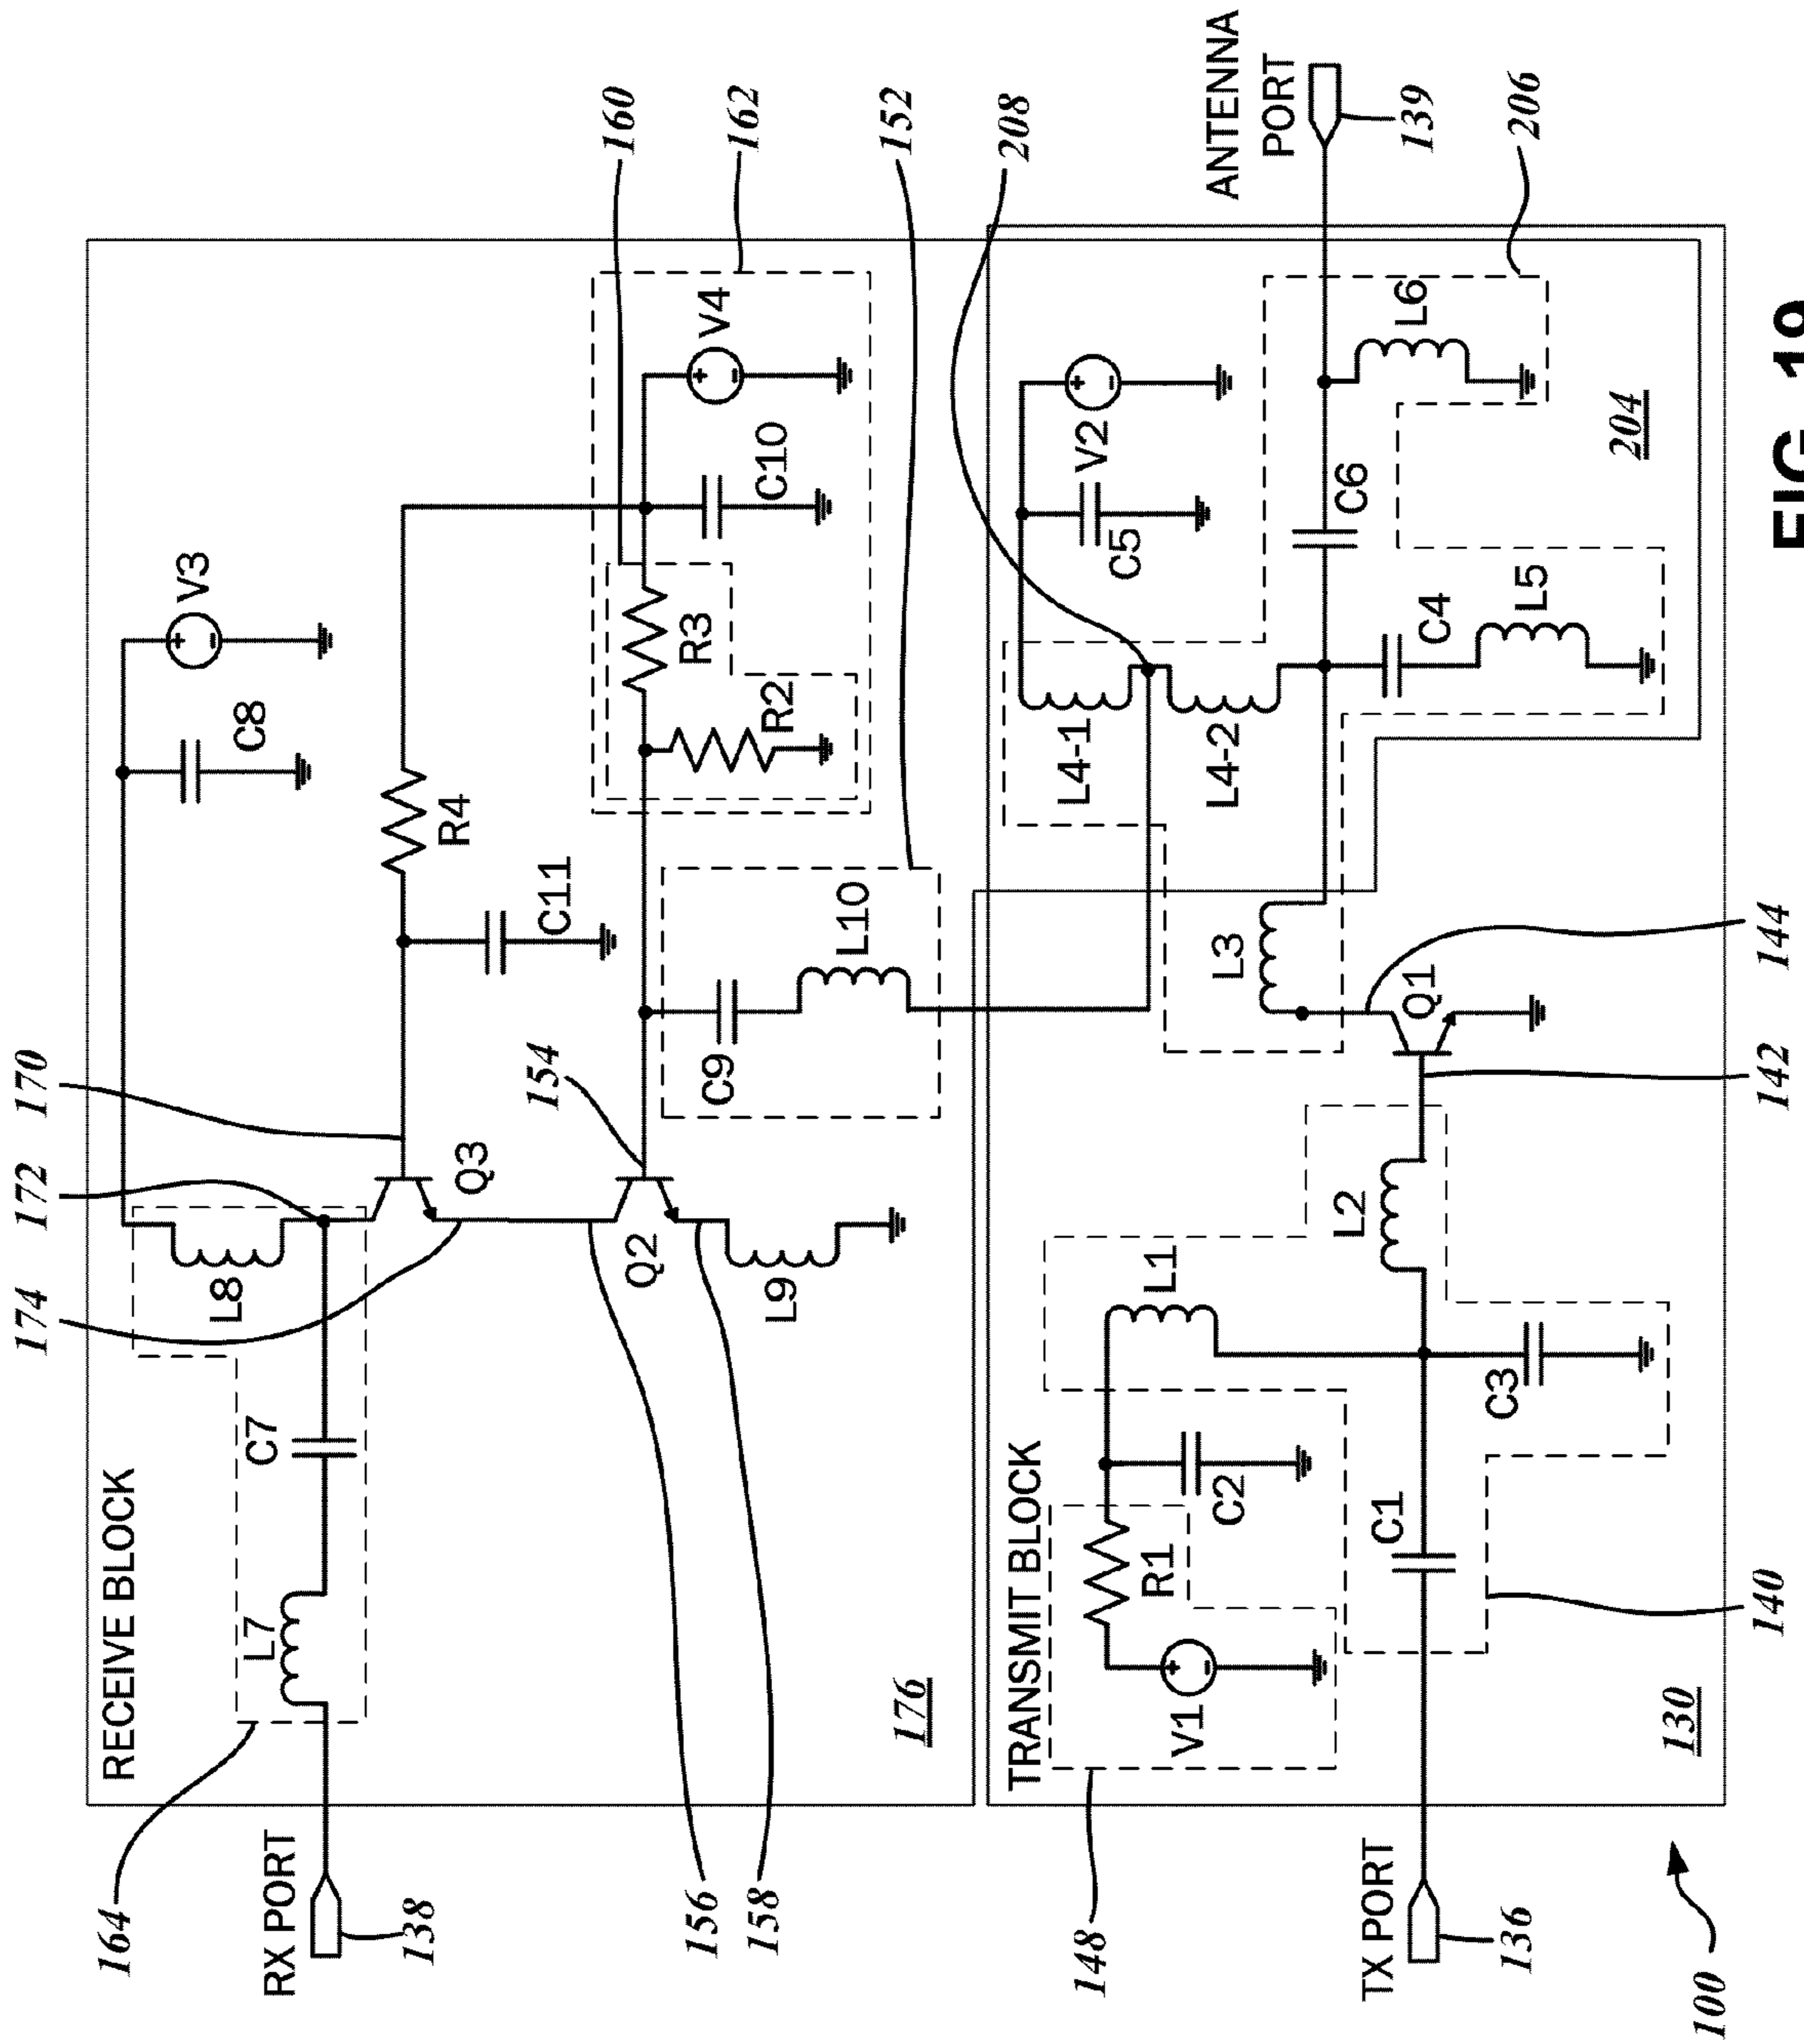 RECEIVE BLOCK
V3
C8
L8
172
170
174
Q3
R4
C11
C7
L7
164
RX PORT
138
160
162
V4
C10
R3
R2
154
Q2
L9
C9
L10
152
156
158
176
208
ANTENNA
PORT
139
206
TRANSMIT BLOCK
V2
C5
L4-1
L4-2
C6
L6
C4
L5
204
L3
Q1
144
142
L2
L1
C3
C2
R1
V1
148
C1
140
130
TX PORT
136
100